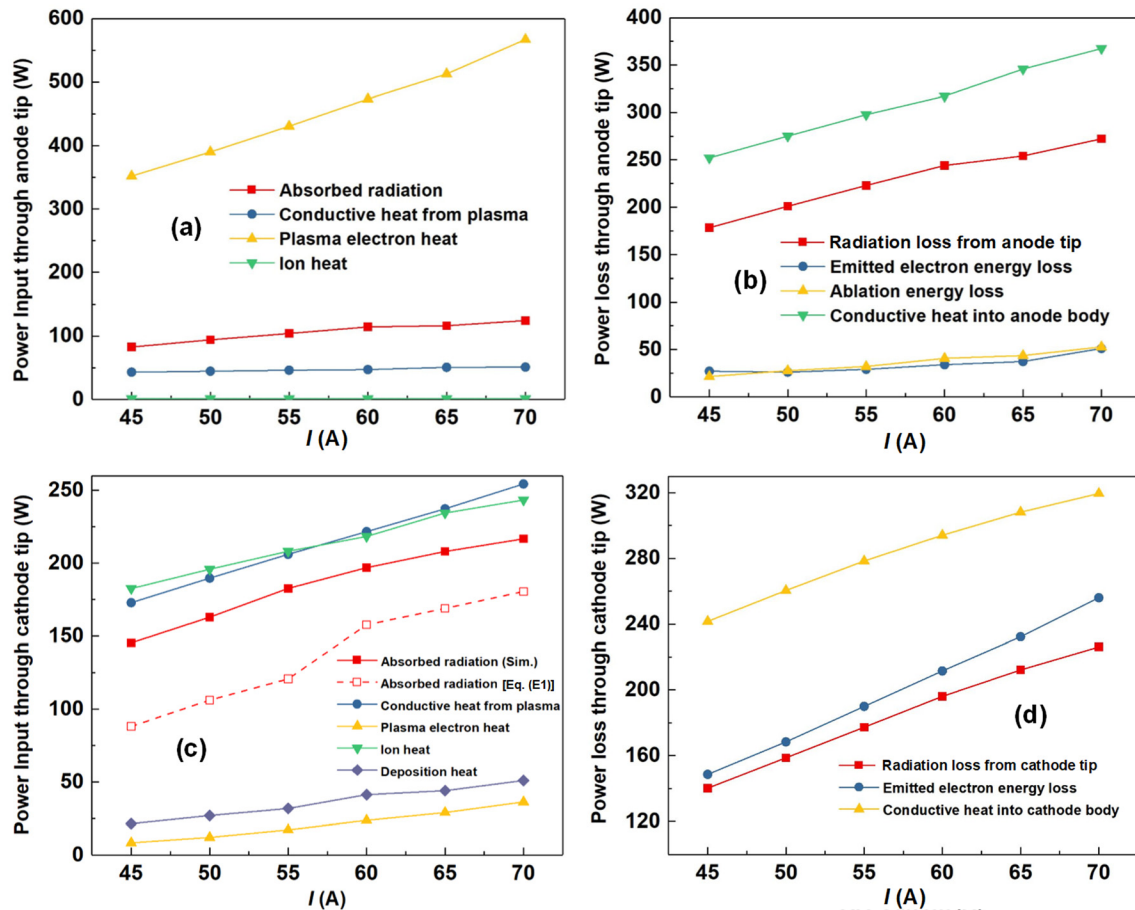 Power Input through anode tip (W)
600
500
400
300
200
100
0
(a)
Absorbed radiation
Conductive heat from plasma
Plasma electron heat
Ion heat
45 50 55 60 65 70
I (A)
Power loss through anode tip (W)
400
350
300
250
200
150
100
50
0
(b)
Radiation loss from anode tip
Emitted electron energy loss
Ablation energy loss
Conductive heat into anode body
45 50 55 60 65 70
I (A)
Power Input through cathode tip (W)
250
200
150
100
50
0
(c)
Absorbed radiation (Sim.)
Absorbed radiation [Eq. (E1)]
Conductive heat from plasma
Plasma electron heat
Ion heat
Deposition heat
45 50 55 60 65 70
I (A)
Power loss through cathode tip (W)
320
280
240
200
160
120
(d)
Radiation loss from cathode tip
Emitted electron energy loss
Conductive heat into cathode body
45 50 55 60 65 70
I (A)